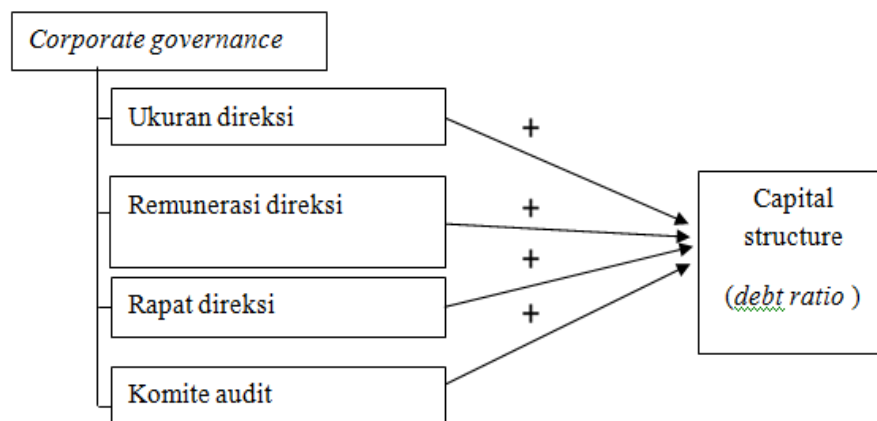 Corporate governance
Ukuran direksi
+
Remunerasi direksi
+
+
Rapat direksi
+
Komite audit
Capital
structure
(debt ratio )